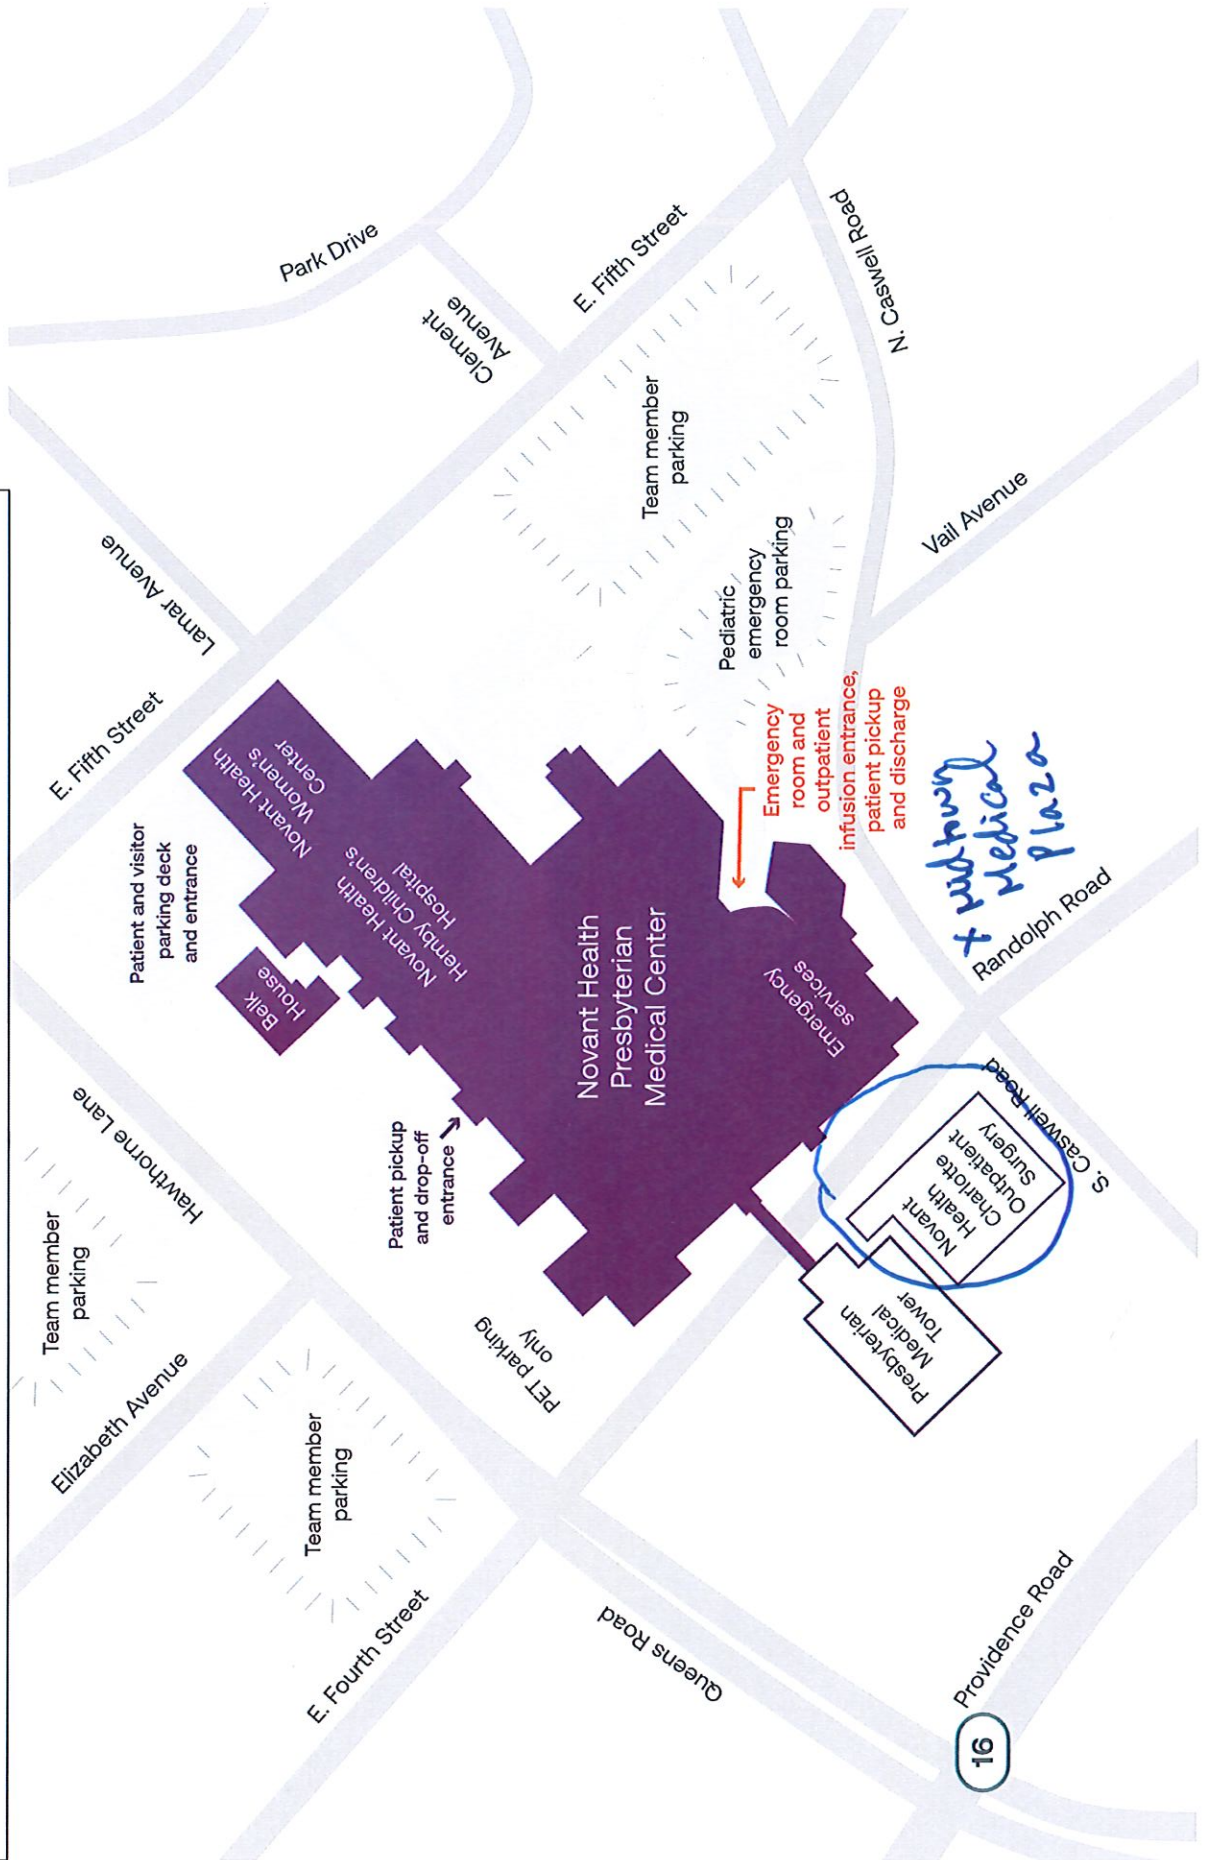 Park Drive
Clement
Avenue
E. Fifth Street
N. Caswell Road
Lamar Avenue
Team member
parking
Vail Avenue
E. Fifth Street
Pediatric
emergency
room parking
Patient and visitor
parking deck
and entrance
Novant Health
Women's
Center
Emergency
room and
outpatient
infusion entrance,
patient pickup
and discharge
Belk
House
Novant Health
Hemby Children's
Hospital
Novant Health
Presbyterian
Medical Center
Emergency
services
* Midtown
Medical
Plaza
Randolph Road
Hawthorne Lane
Patient pickup
and drop-off
entrance
S. Caswell Road
Novant
Health
Charlotte
Outpatient
Surgery
Team member
parking
PET parking
only
Presbyterian
Medical
Tower
Elizabeth Avenue
Team member
parking
E. Fourth Street
Queens Road
Providence Road
16